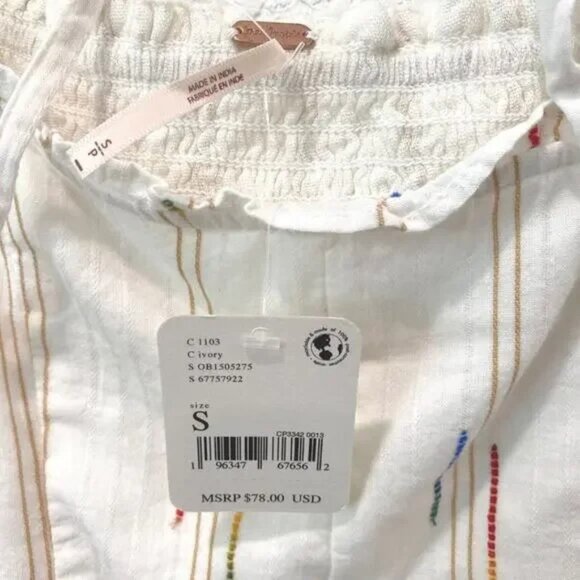 MADE IN INDIA
FABRIQUÉ EN INDE
S/P
C 1103
C ivory
S OB1505275
S 67757922
size
S
CP3342 0013
1 96347 67656 2
MSRP $78.00 USD